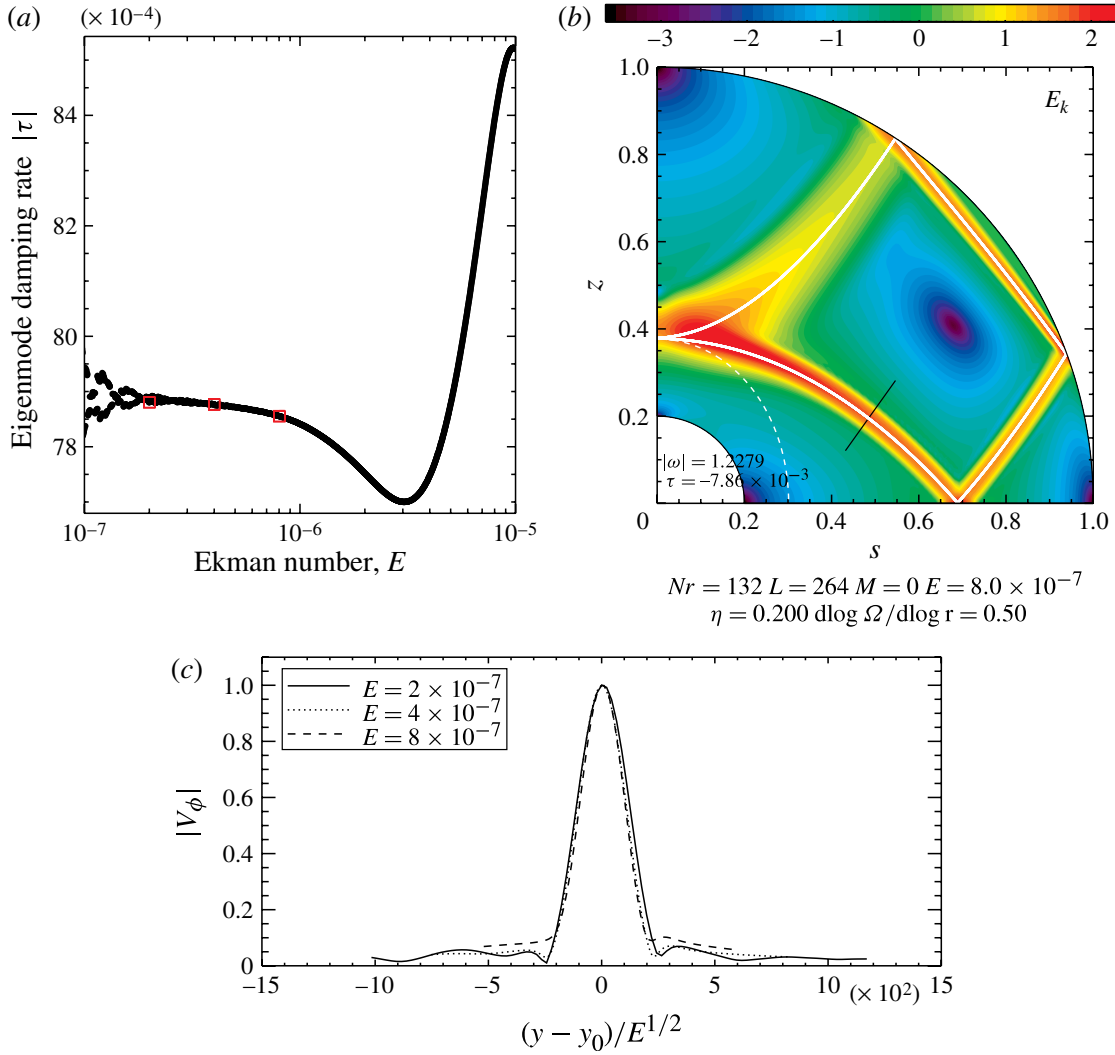 (a)
(× 10⁻⁴)
84
82
80
78
10⁻⁷
10⁻⁶
10⁻⁵
Eigenmode damping rate |τ|
Ekman number, E
(b)
−3
−2
−1
0
1
2
E_k
1.0
0.8
0.6
0.4
0.2
0
0.2
0.4
0.6
0.8
1.0
z
s
|ω| = 1.2279
τ = −7.86 × 10⁻³
Nr = 132 L = 264 M = 0 E = 8.0 × 10⁻⁷
η = 0.200 dlog Ω/dlog r = 0.50
(c)
1.0
0.8
0.6
0.4
0.2
0
|V_ϕ|
E = 2 × 10⁻⁷
E = 4 × 10⁻⁷
E = 8 × 10⁻⁷
−15
−10
−5
0
5
10
15
(× 10²)
(y − y₀)/E^{1/2}